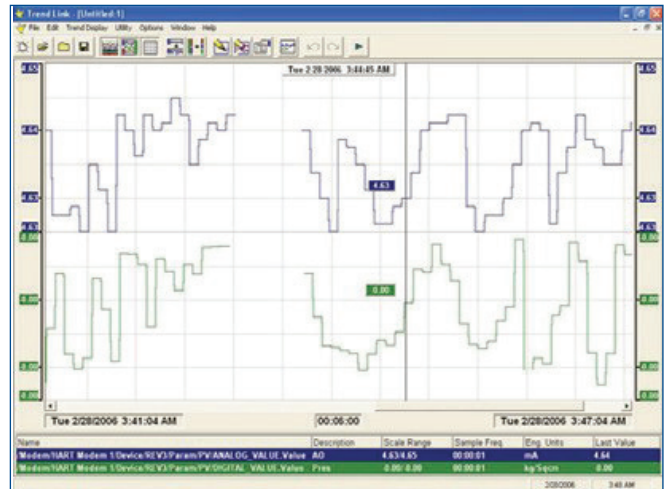 Trend Link - [Untitled:1]
File Edit Trend Display Utility Options Window Help
Tue 2/28/2006 3:44:45 AM
4.65 4.65
4.64 4.64
4.63
4.63 4.63
4.63 4.63
0.00 0.00
0.00
-0.00 -0.00
-0.00 -0.00
-0.00 -0.00
Tue 2/28/2006 3:41:04 AM 00:06:00 Tue 2/28/2006 3:47:04 AM
Name Description Scale Range Sample Freq Eng. Units Last Value
/Modem/HART Modem 1/Device/REV3/Param/PV/ANALOG_VALUE.Value AO 4.63/4.65 00:00:01 mA 4.64
/Modem/HART Modem 1/Device/REV3/Param/PV/DIGITAL_VALUE.Value Pres -0.00/ 0.00 00:00:01 kg/Sqcm -0.00
2/28/2006 3:48 AM